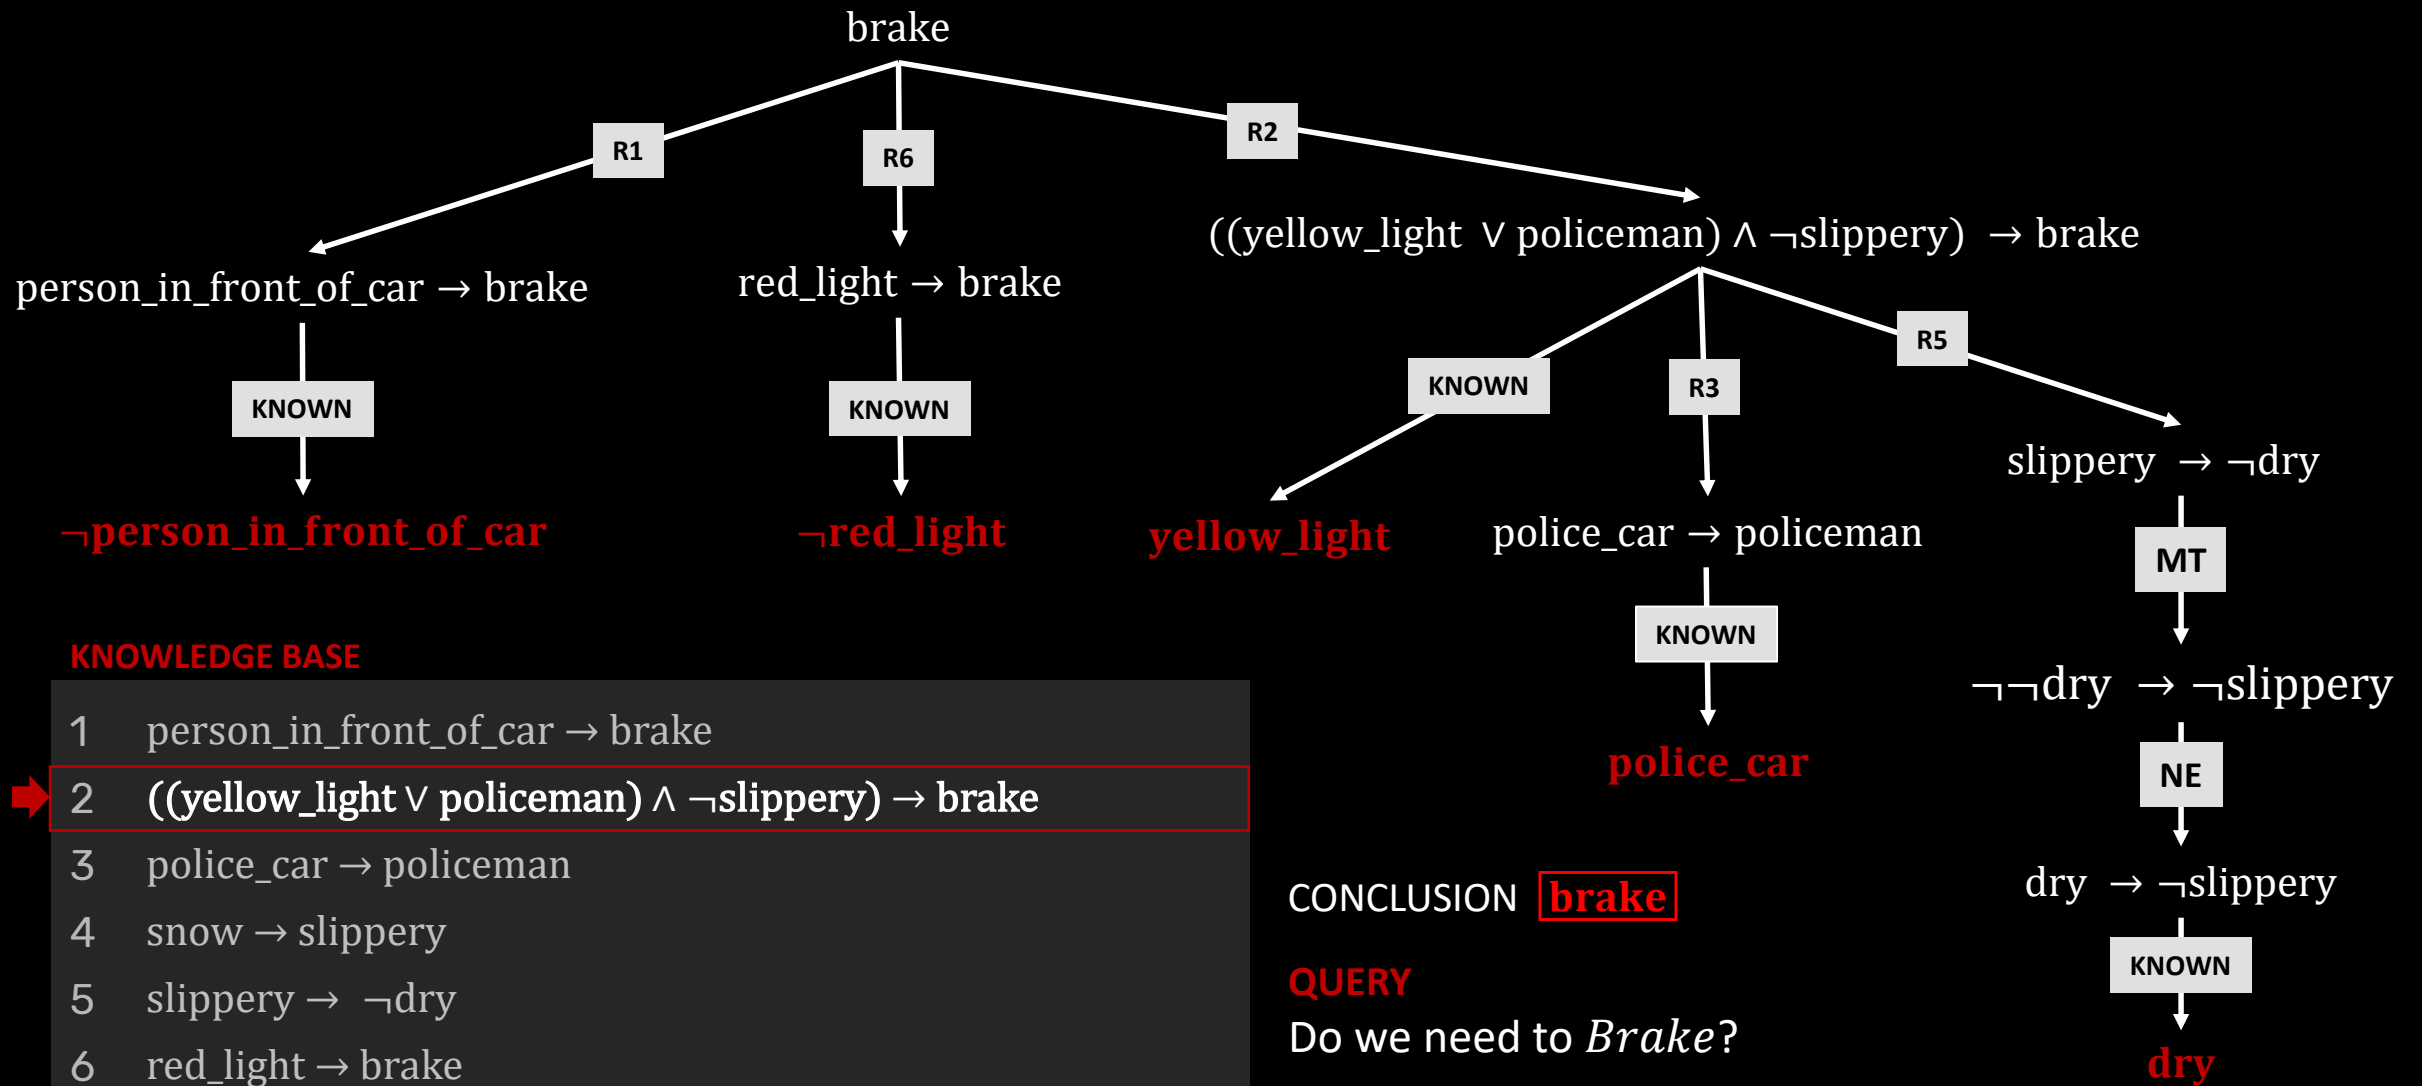 brake
R1
R6
R2
person_in_front_of_car → brake
red_light → brake
((yellow_light ∨ policeman) ∧ ¬slippery) → brake
KNOWN
KNOWN
KNOWN
R3
R5
¬person_in_front_of_car
¬red_light
yellow_light
police_car → policeman
slippery → ¬dry
KNOWN
police_car
MT
¬¬dry → ¬slippery
NE
dry → ¬slippery
KNOWN
dry
KNOWLEDGE BASE
1 person_in_front_of_car → brake
2 ((yellow_light ∨ policeman) ∧ ¬slippery) → brake
3 police_car → policeman
4 snow → slippery
5 slippery → ¬dry
6 red_light → brake
CONCLUSION brake
QUERY
Do we need to Brake?